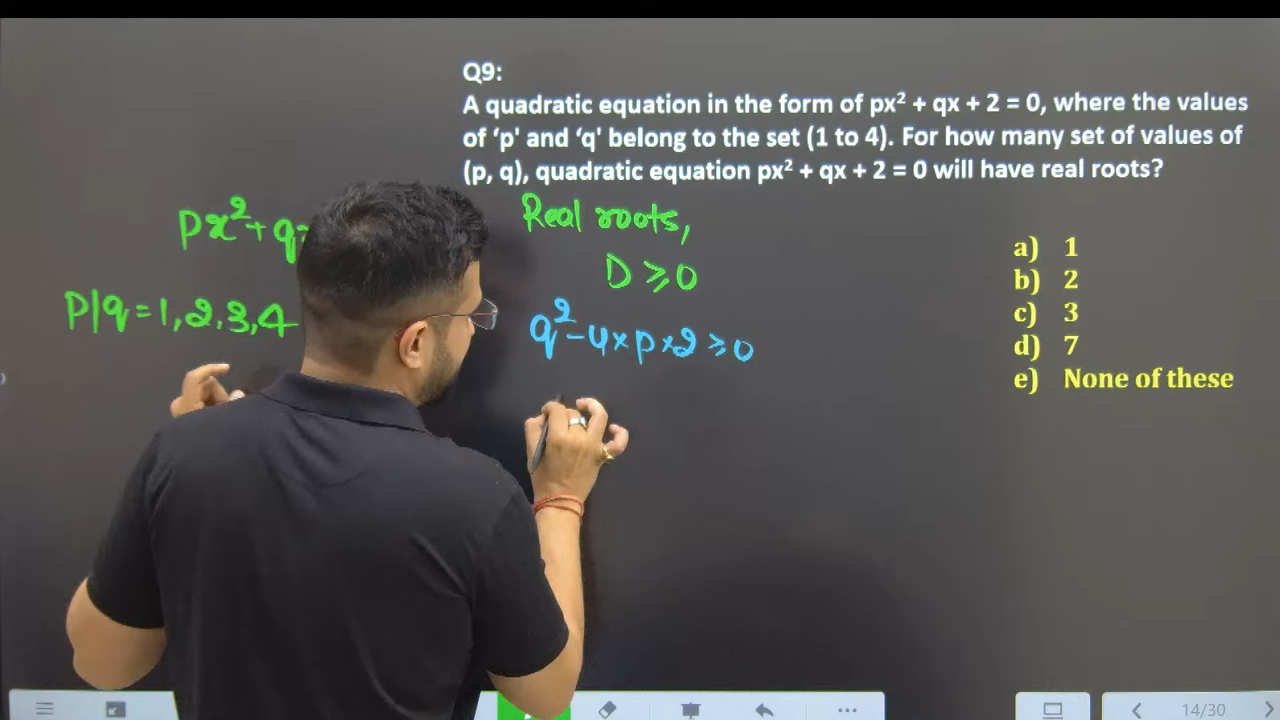 Q9:
A quadratic equation in the form of px² + qx + 2 = 0, where the values
of ‘p' and ‘q' belong to the set (1 to 4). For how many set of values of
(p, q), quadratic equation px² + qx + 2 = 0 will have real roots?
Px² + q
P/q = 1, 2, 3, 4
Real roots,
D ≥ 0
q² - 4 × p × 2 ≥ 0
a) 1
b) 2
c) 3
d) 7
e) None of these
14/30